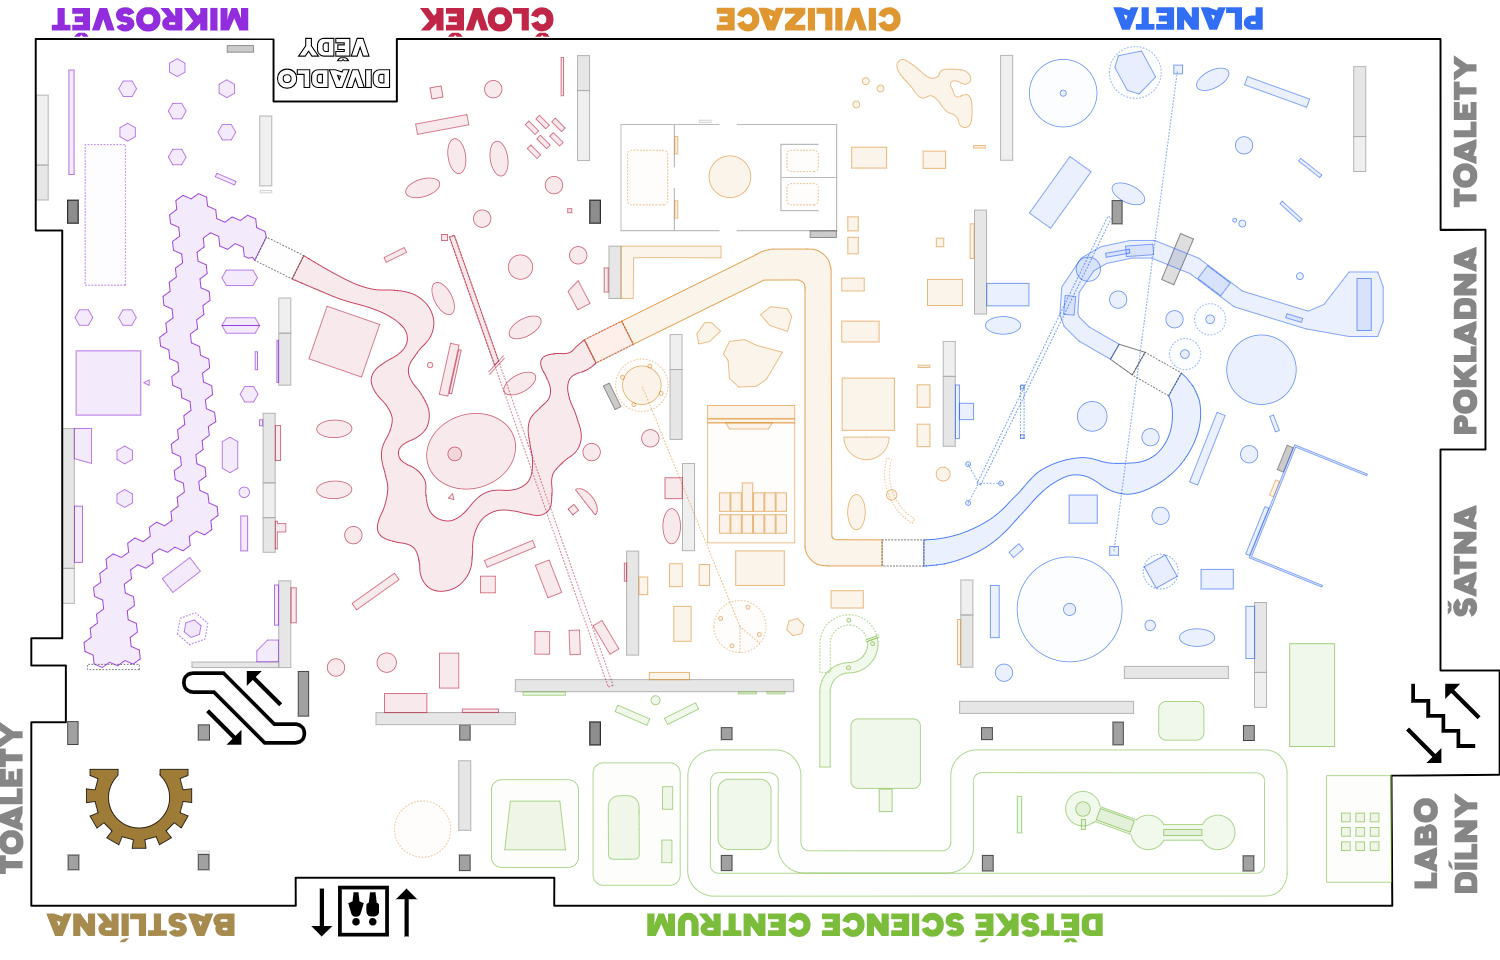 MIKROSVĚT
ČLOVĚK
CIVILIZACE
PLANETA
DIVADLO
VĚDY
TOALETY
POKLADNA
ŠATNA
TOALETY
LABO
DÍLNY
BASTLÍRNA
DĚTSKÉ SCIENCE CENTRUM